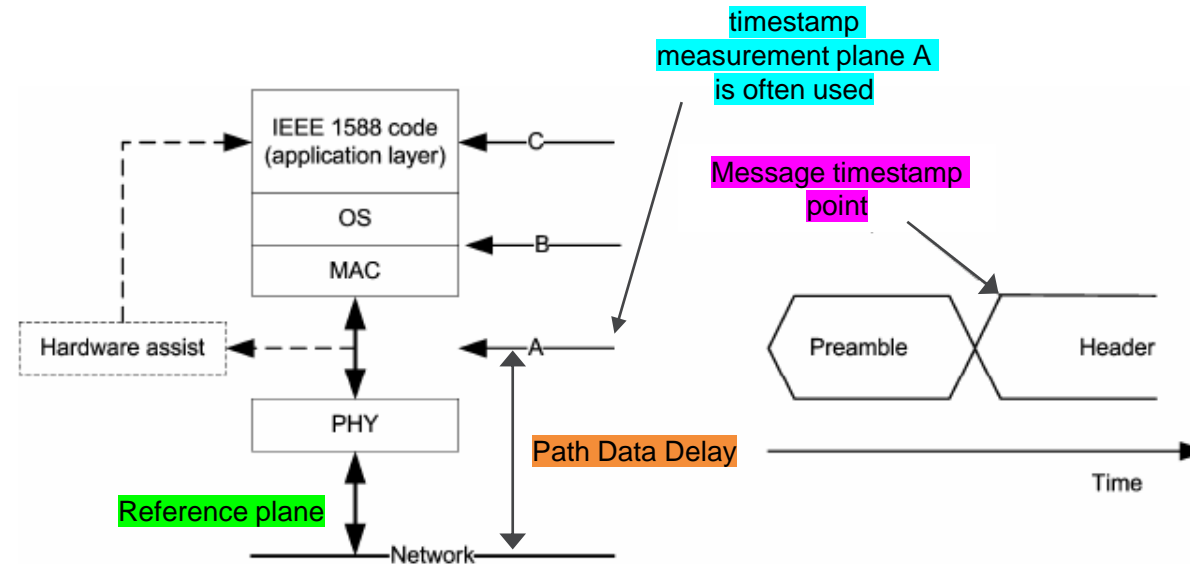 timestamp
measurement plane A
is often used
IEEE 1588 code
(application layer)
C
Message timestamp
point
OS
B
MAC
Hardware assist
A
Preamble
Header
PHY
Path Data Delay
Time
Reference plane
Network